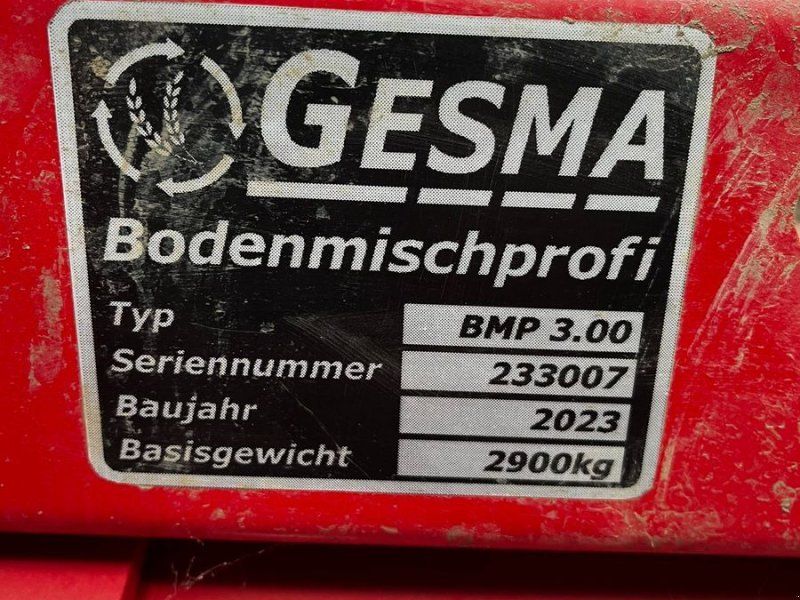 GESMA
Bodenmischprofi
Typ BMP 3.00
Seriennummer 233007
Baujahr 2023
Basisgewicht 2900kg